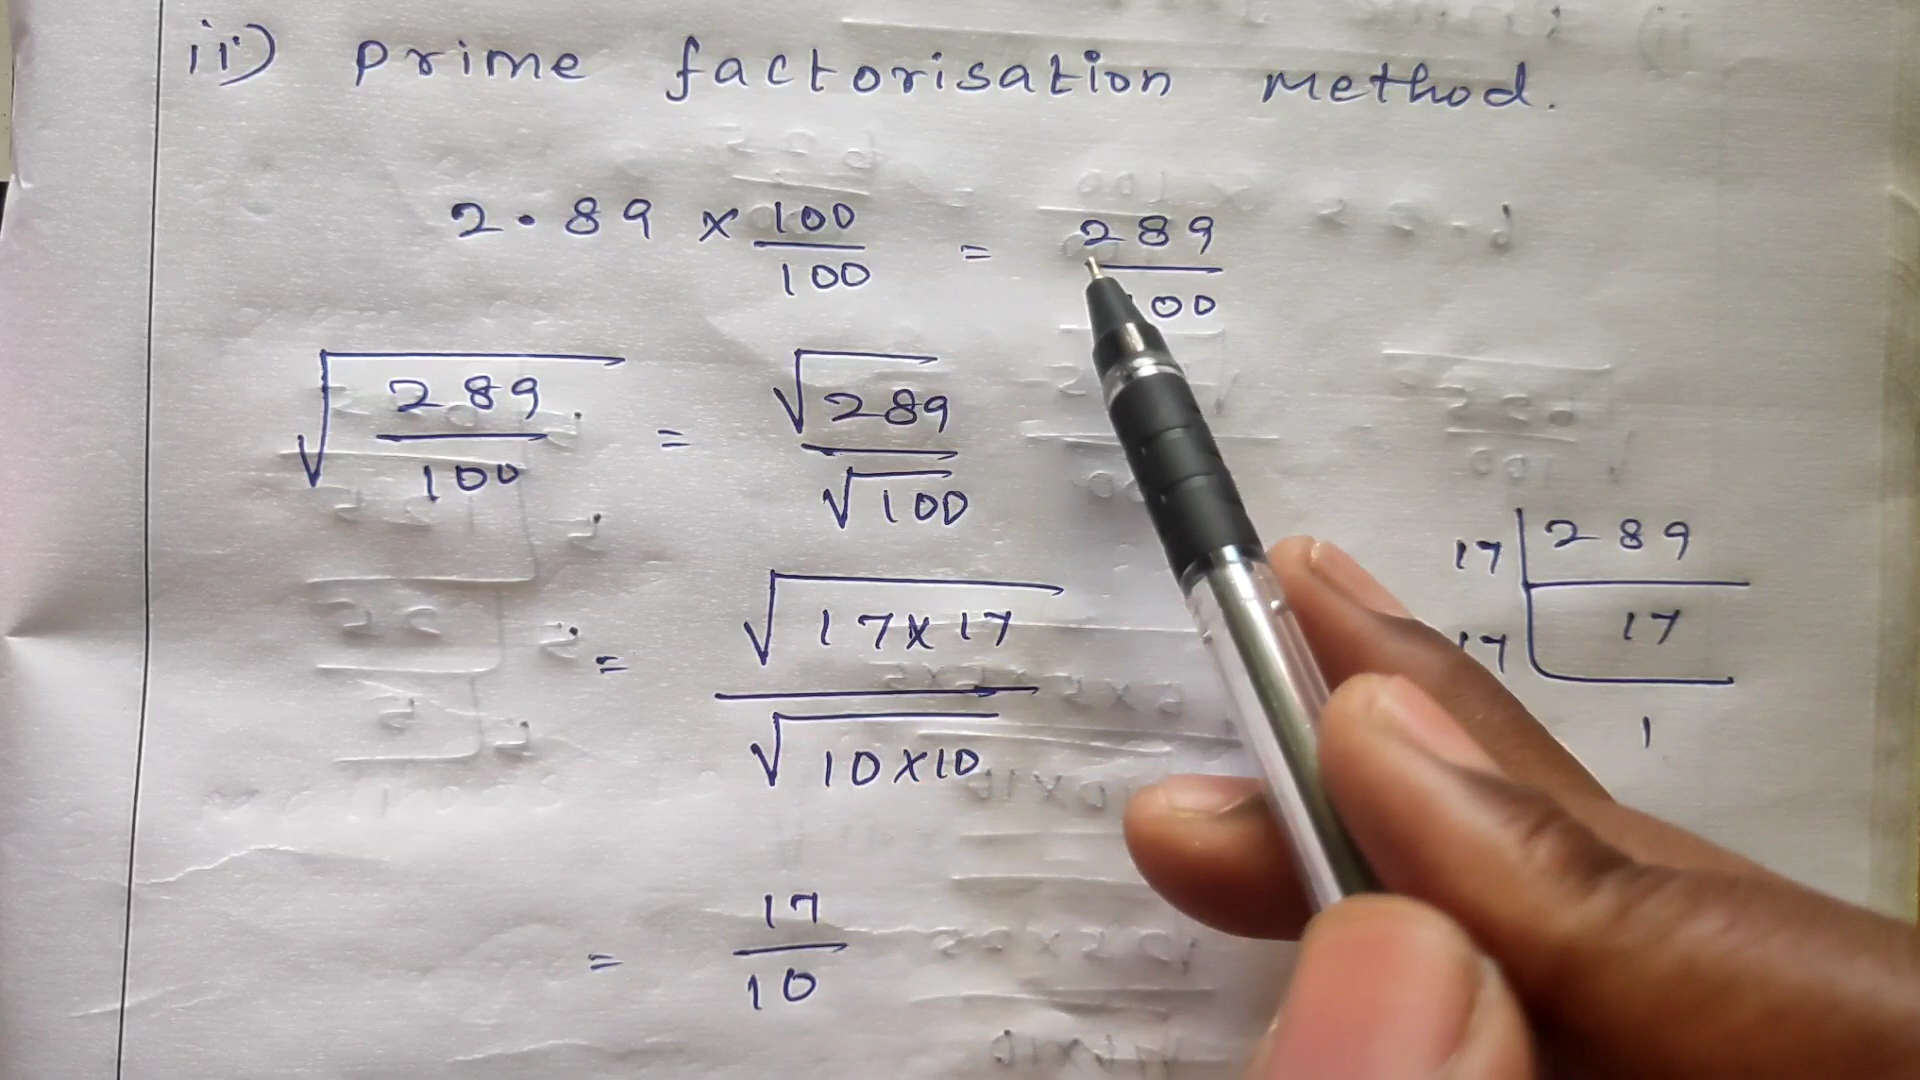 ii) Prime factorisation Method.
2.89 × 100/100 = 289/100
√(289/100) = √289/√100
= √(17×17)/√(10×10)
= 17/10
17 | 289
17 | 17
1